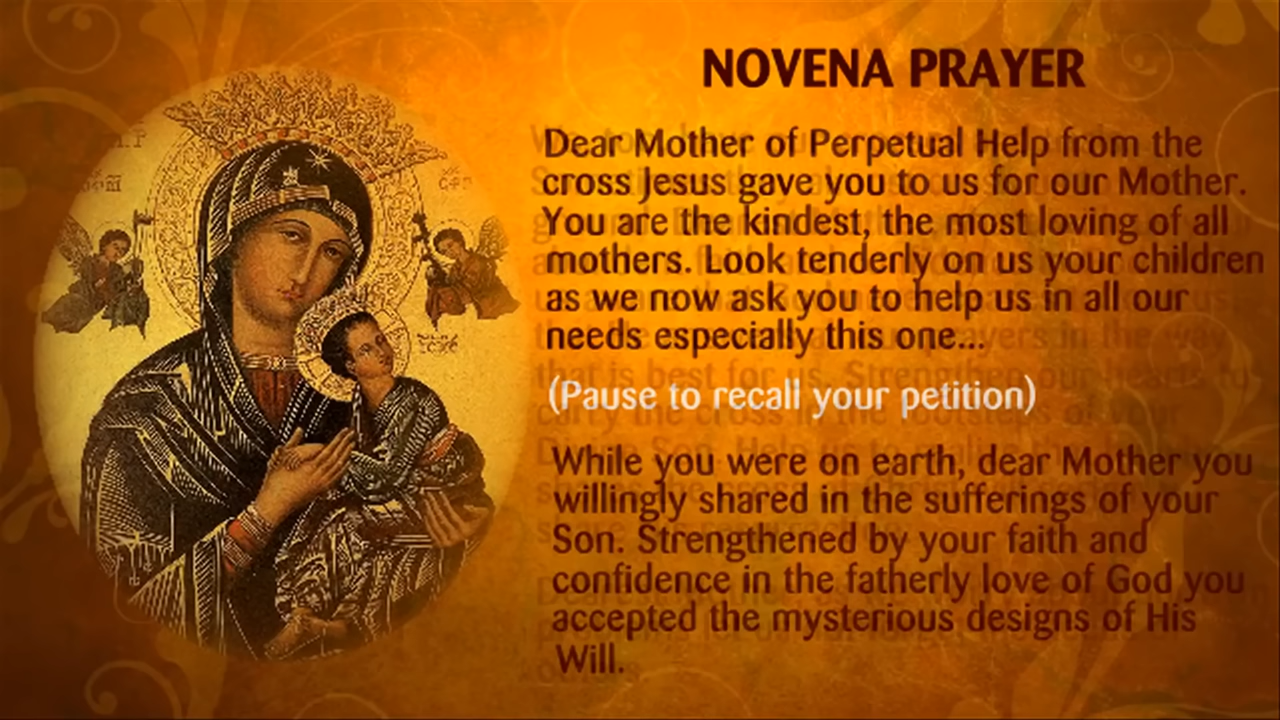 NOVENA PRAYER
Dear Mother of Perpetual Help from the
cross Jesus gave you to us for our Mother.
You are the kindest, the most loving of all
mothers. Look tenderly on us your children
as we now ask you to help us in all our
needs especially this one...
(Pause to recall your petition)
While you were on earth, dear Mother you
willingly shared in the sufferings of your
Son. Strengthened by your faith and
confidence in the fatherly love of God you
accepted the mysterious designs of His
Will.